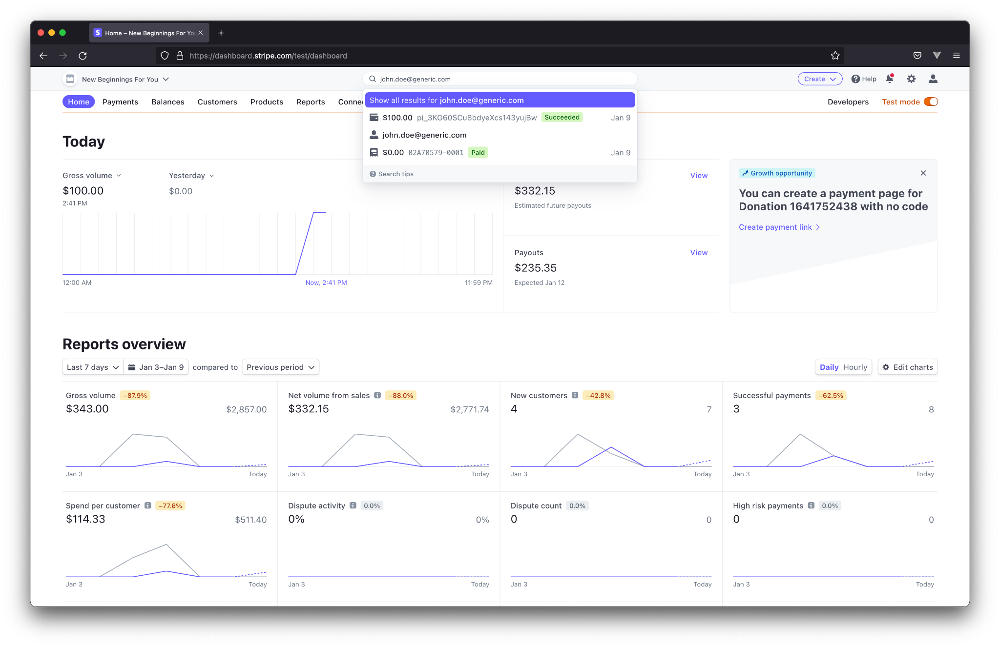 S Home – New Beginnings For You
https://dashboard.stripe.com/test/dashboard
New Beginnings For You
john.doe@generic.com
Create
Help
Home
Payments
Balances
Customers
Products
Reports
Developers
Test mode
Show all results for john.doe@generic.com
$100.00 pi_3KG60SCu8bdyeXcs143yujBw Succeeded Jan 9
john.doe@generic.com
$0.00 02A70579-0001 Paid Jan 9
Search tips
Today
Gross volume
$100.00
2:41 PM
Yesterday
$0.00
12:00 AM
Now, 2:41 PM
11:59 PM
View
$332.15
Estimated future payouts
Payouts
View
$235.35
Expected Jan 12
Growth opportunity
You can create a payment page for
Donation 1641752438 with no code
Create payment link
Reports overview
Last 7 days
Jan 3–Jan 9
compared to
Previous period
Daily Hourly
Edit charts
Gross volume –87.9%
$343.00 $2,857.00
Jan 3 Today
Net volume from sales –88.0%
$332.15 $2,771.74
Jan 3 Today
New customers –42.8%
4 7
Jan 3 Today
Successful payments –62.5%
3 8
Jan 3 Today
Spend per customer –77.6%
$114.33 $511.40
Jan 3 Today
Dispute activity 0.0%
0% 0%
Jan 3 Today
Dispute count 0.0%
0 0
Jan 3 Today
High risk payments 0.0%
0 0
Jan 3 Today